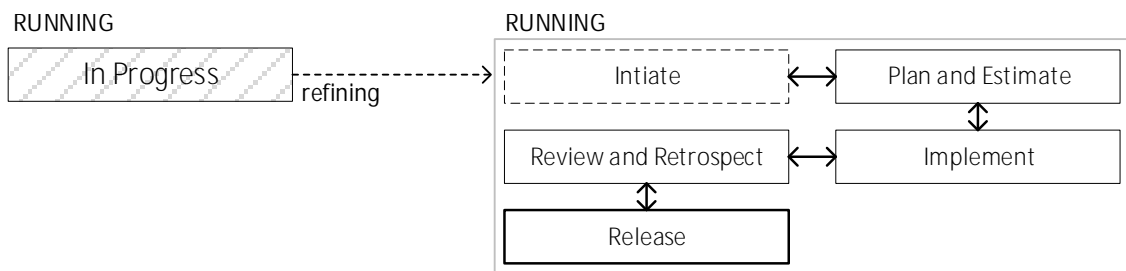 RUNNING
In Progress
refining
RUNNING
Intiate
Plan and Estimate
Review and Retrospect
Implement
Release